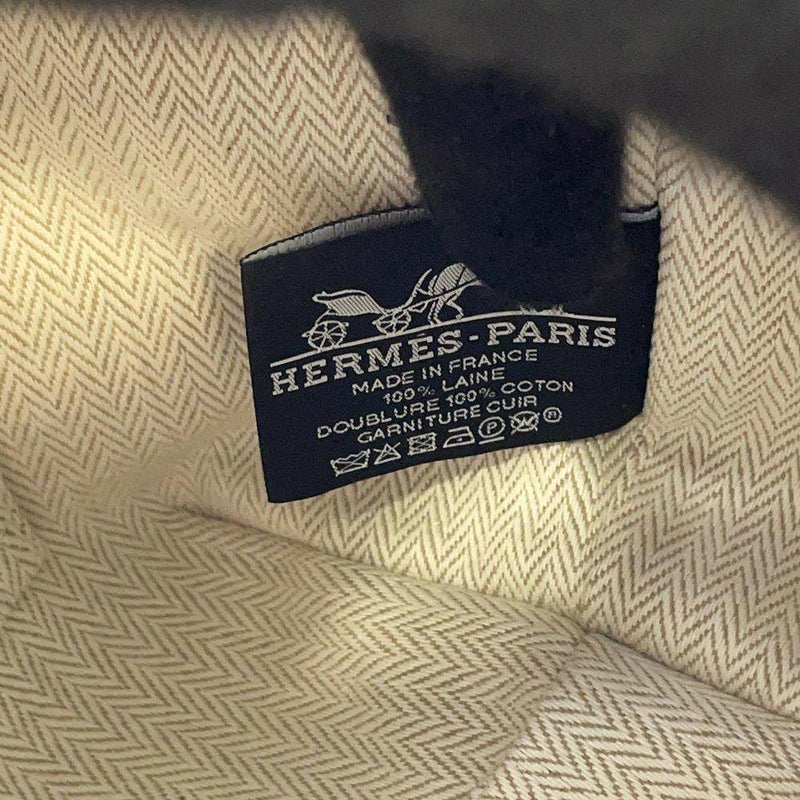 HERMES-PARIS
MADE IN FRANCE
100% LAINE
DOUBLURE 100% COTON
GARNITURE CUIR